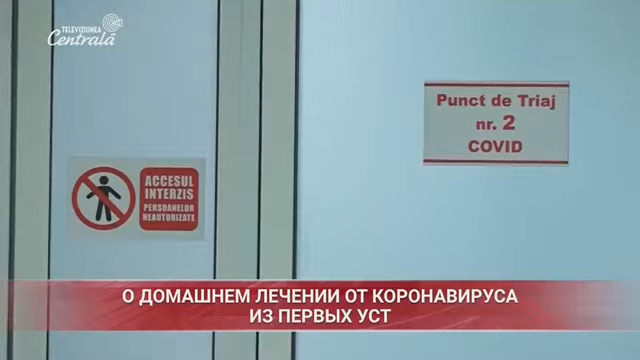 TELEVIZIUNEA
Centrală
Punct de Triaj
nr. 2
COVID
ACCESUL
INTERZIS
PERSOANELOR
NEAUTORIZATE
О ДОМАШНЕМ ЛЕЧЕНИИ ОТ КОРОНАВИРУСА
ИЗ ПЕРВЫХ УСТ